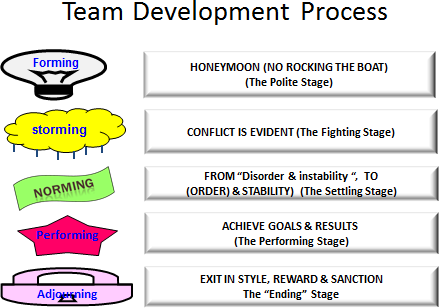 Team Development Process
Forming
HONEYMOON (NO ROCKING THE BOAT)
(The Polite Stage)
storming
CONFLICT IS EVIDENT (The Fighting Stage)
NORMING
FROM “Disorder & instability “, TO
(ORDER) & STABILITY) (The Settling Stage)
Performing
ACHIEVE GOALS & RESULTS
(The Performing Stage)
Adjourning
EXIT IN STYLE, REWARD & SANCTION
The “Ending” Stage